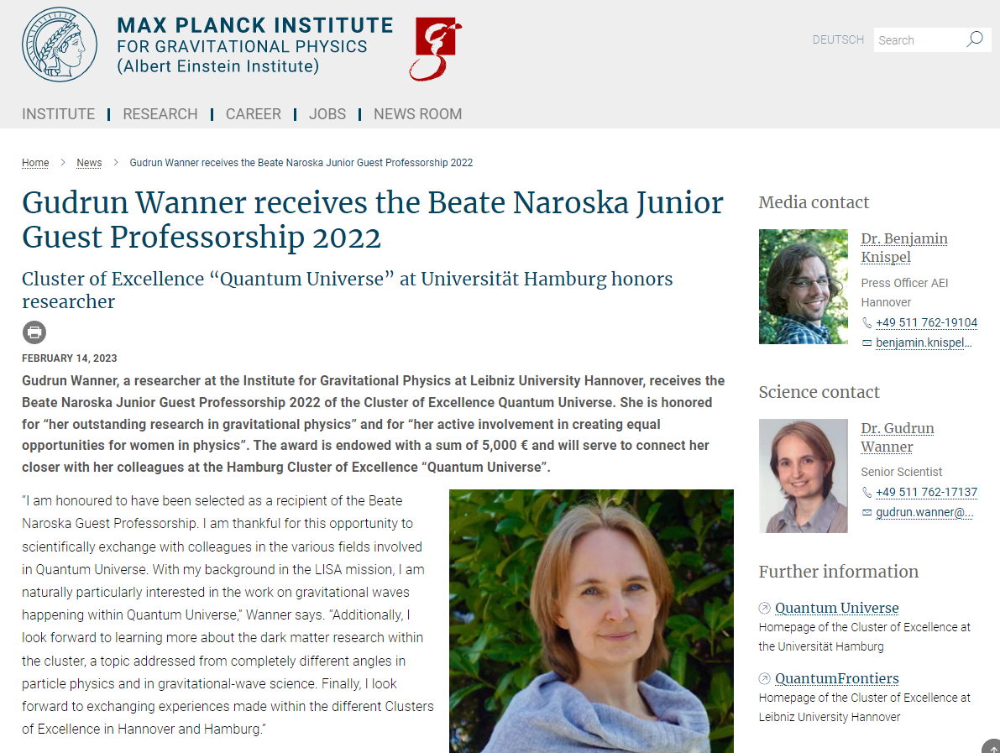 MAX PLANCK INSTITUTE
FOR GRAVITATIONAL PHYSICS
(Albert Einstein Institute)
DEUTSCH
Search
INSTITUTE | RESEARCH | CAREER | JOBS | NEWS ROOM
Home > News > Gudrun Wanner receives the Beate Naroska Junior Guest Professorship 2022
Gudrun Wanner receives the Beate Naroska Junior
Guest Professorship 2022
Cluster of Excellence “Quantum Universe” at Universität Hamburg honors
researcher
FEBRUARY 14, 2023
Gudrun Wanner, a researcher at the Institute for Gravitational Physics at Leibniz University Hannover, receives the
Beate Naroska Junior Guest Professorship 2022 of the Cluster of Excellence Quantum Universe. She is honored
for “her outstanding research in gravitational physics” and for “her active involvement in creating equal
opportunities for women in physics”. The award is endowed with a sum of 5,000 € and will serve to connect her
closer with her colleagues at the Hamburg Cluster of Excellence “Quantum Universe”.
“I am honoured to have been selected as a recipient of the Beate
Naroska Guest Professorship. I am thankful for this opportunity to
scientifically exchange with colleagues in the various fields involved
in Quantum Universe. With my background in the LISA mission, I am
naturally particularly interested in the work on gravitational waves
happening within Quantum Universe,” Wanner says. “Additionally, I
look forward to learning more about the dark matter research within
the cluster, a topic addressed from completely different angles in
particle physics and in gravitational-wave science. Finally, I look
forward to exchanging experiences made within the different Clusters
of Excellence in Hannover and Hamburg.”
Media contact
Dr. Benjamin
Knispel
Press Officer AEI
Hannover
+49 511 762-19104
benjamin.knispel...
Science contact
Dr. Gudrun
Wanner
Senior Scientist
+49 511 762-17137
gudrun.wanner@...
Further information
Quantum Universe
Homepage of the Cluster of Excellence at
the Universität Hamburg
QuantumFrontiers
Homepage of the Cluster of Excellence at
Leibniz University Hannover